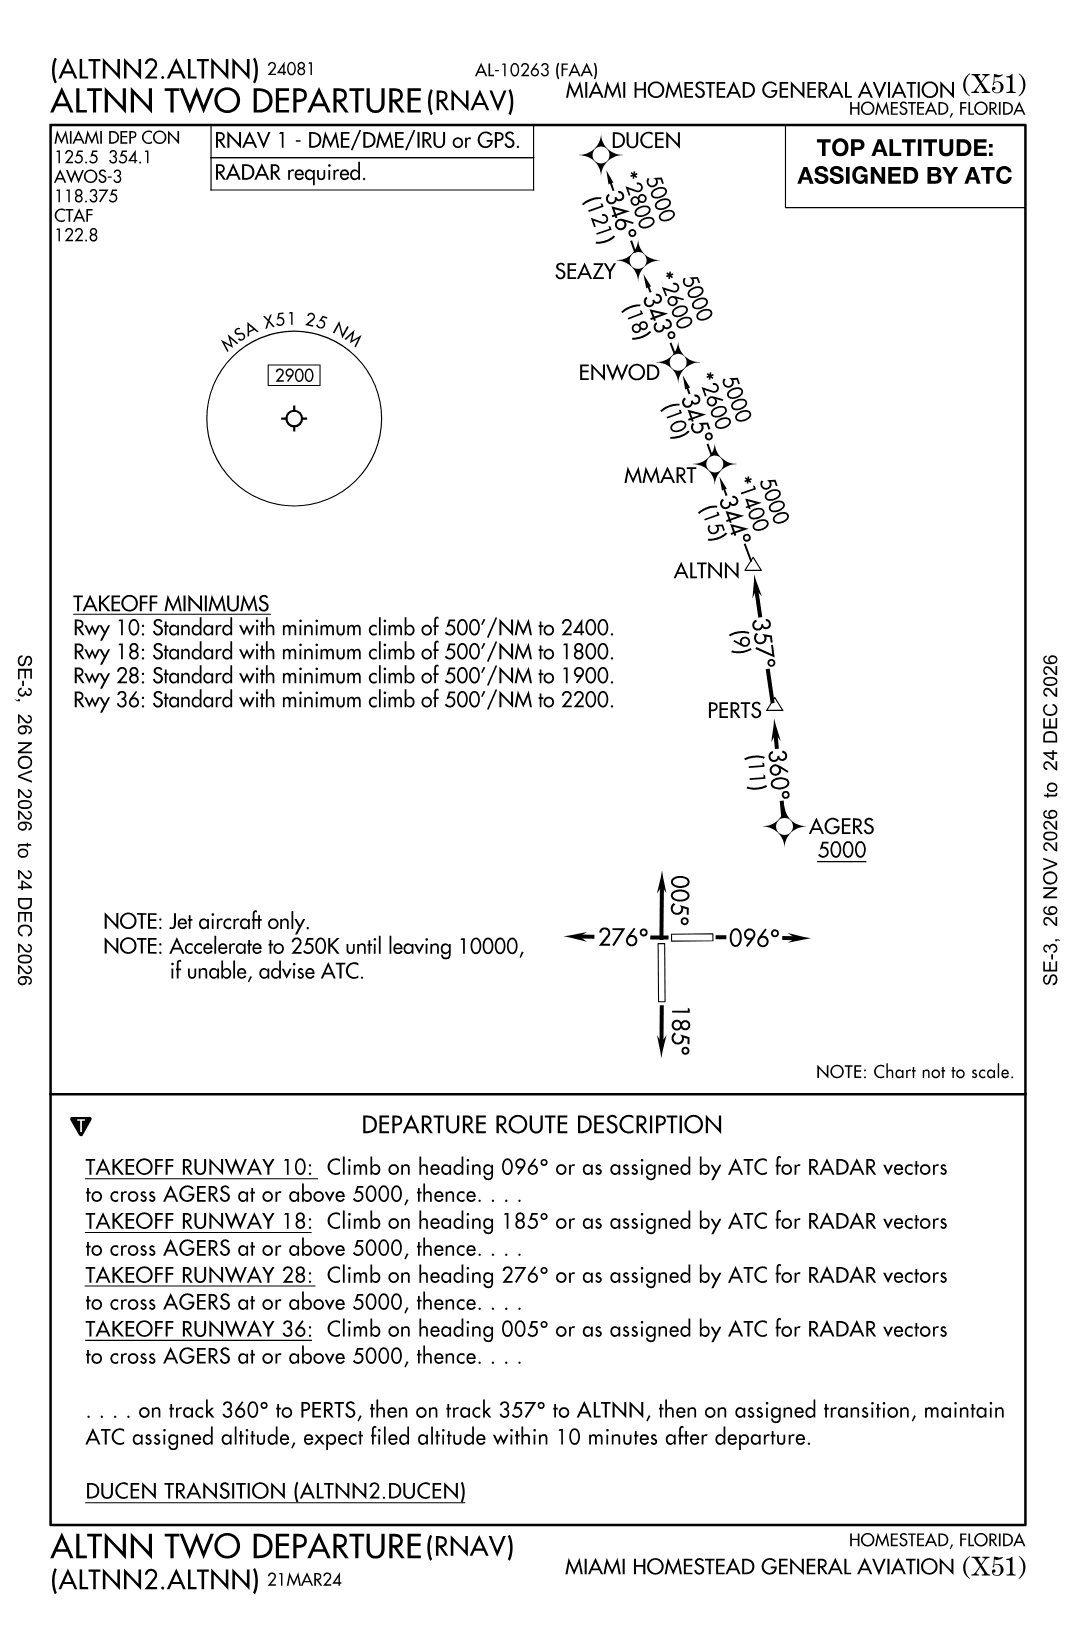 (ALTNN2.ALTNN) 24081
AL-10263 (FAA)
MIAMI HOMESTEAD GENERAL AVIATION (X51)
ALTNN TWO DEPARTURE (RNAV)
HOMESTEAD, FLORIDA
MIAMI DEP CON
125.5 354.1
AWOS-3
118.375
CTAF
122.8
RNAV 1 - DME/DME/IRU or GPS.
RADAR required.
TOP ALTITUDE:
ASSIGNED BY ATC
DUCEN
5000
*2800
346°
(121)
SEAZY
5000
*2600
343°
(18)
ENWOD
5000
*2600
345°
(10)
MMART
5000
*1400
344°
(15)
ALTNN
357°
(9)
PERTS
360°
(11)
AGERS
5000
MSA X51 25 NM
2900
TAKEOFF MINIMUMS
Rwy 10: Standard with minimum climb of 500'/NM to 2400.
Rwy 18: Standard with minimum climb of 500'/NM to 1800.
Rwy 28: Standard with minimum climb of 500'/NM to 1900.
Rwy 36: Standard with minimum climb of 500'/NM to 2200.
SE-3, 26 NOV 2026 to 24 DEC 2026
SE-3, 26 NOV 2026 to 24 DEC 2026
NOTE: Jet aircraft only.
NOTE: Accelerate to 250K until leaving 10000,
if unable, advise ATC.
005°
276°
096°
185°
NOTE: Chart not to scale.
T
DEPARTURE ROUTE DESCRIPTION
TAKEOFF RUNWAY 10: Climb on heading 096° or as assigned by ATC for RADAR vectors
to cross AGERS at or above 5000, thence. . . .
TAKEOFF RUNWAY 18: Climb on heading 185° or as assigned by ATC for RADAR vectors
to cross AGERS at or above 5000, thence. . . .
TAKEOFF RUNWAY 28: Climb on heading 276° or as assigned by ATC for RADAR vectors
to cross AGERS at or above 5000, thence. . . .
TAKEOFF RUNWAY 36: Climb on heading 005° or as assigned by ATC for RADAR vectors
to cross AGERS at or above 5000, thence. . . .
. . . . on track 360° to PERTS, then on track 357° to ALTNN, then on assigned transition, maintain
ATC assigned altitude, expect filed altitude within 10 minutes after departure.
DUCEN TRANSITION (ALTNN2.DUCEN)
ALTNN TWO DEPARTURE (RNAV)
HOMESTEAD, FLORIDA
MIAMI HOMESTEAD GENERAL AVIATION (X51)
(ALTNN2.ALTNN) 21MAR24